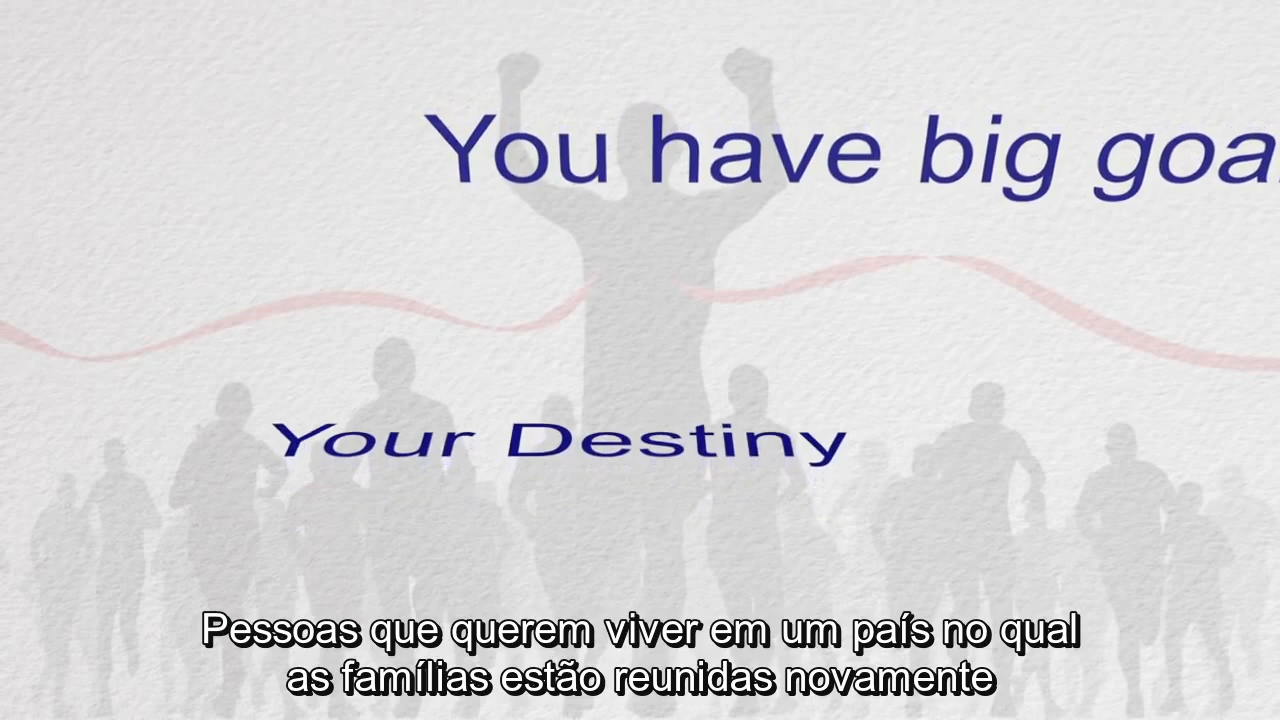 You have big goa
Your Destiny
Pessoas que querem viver em um país no qual
as famílias estão reunidas novamente